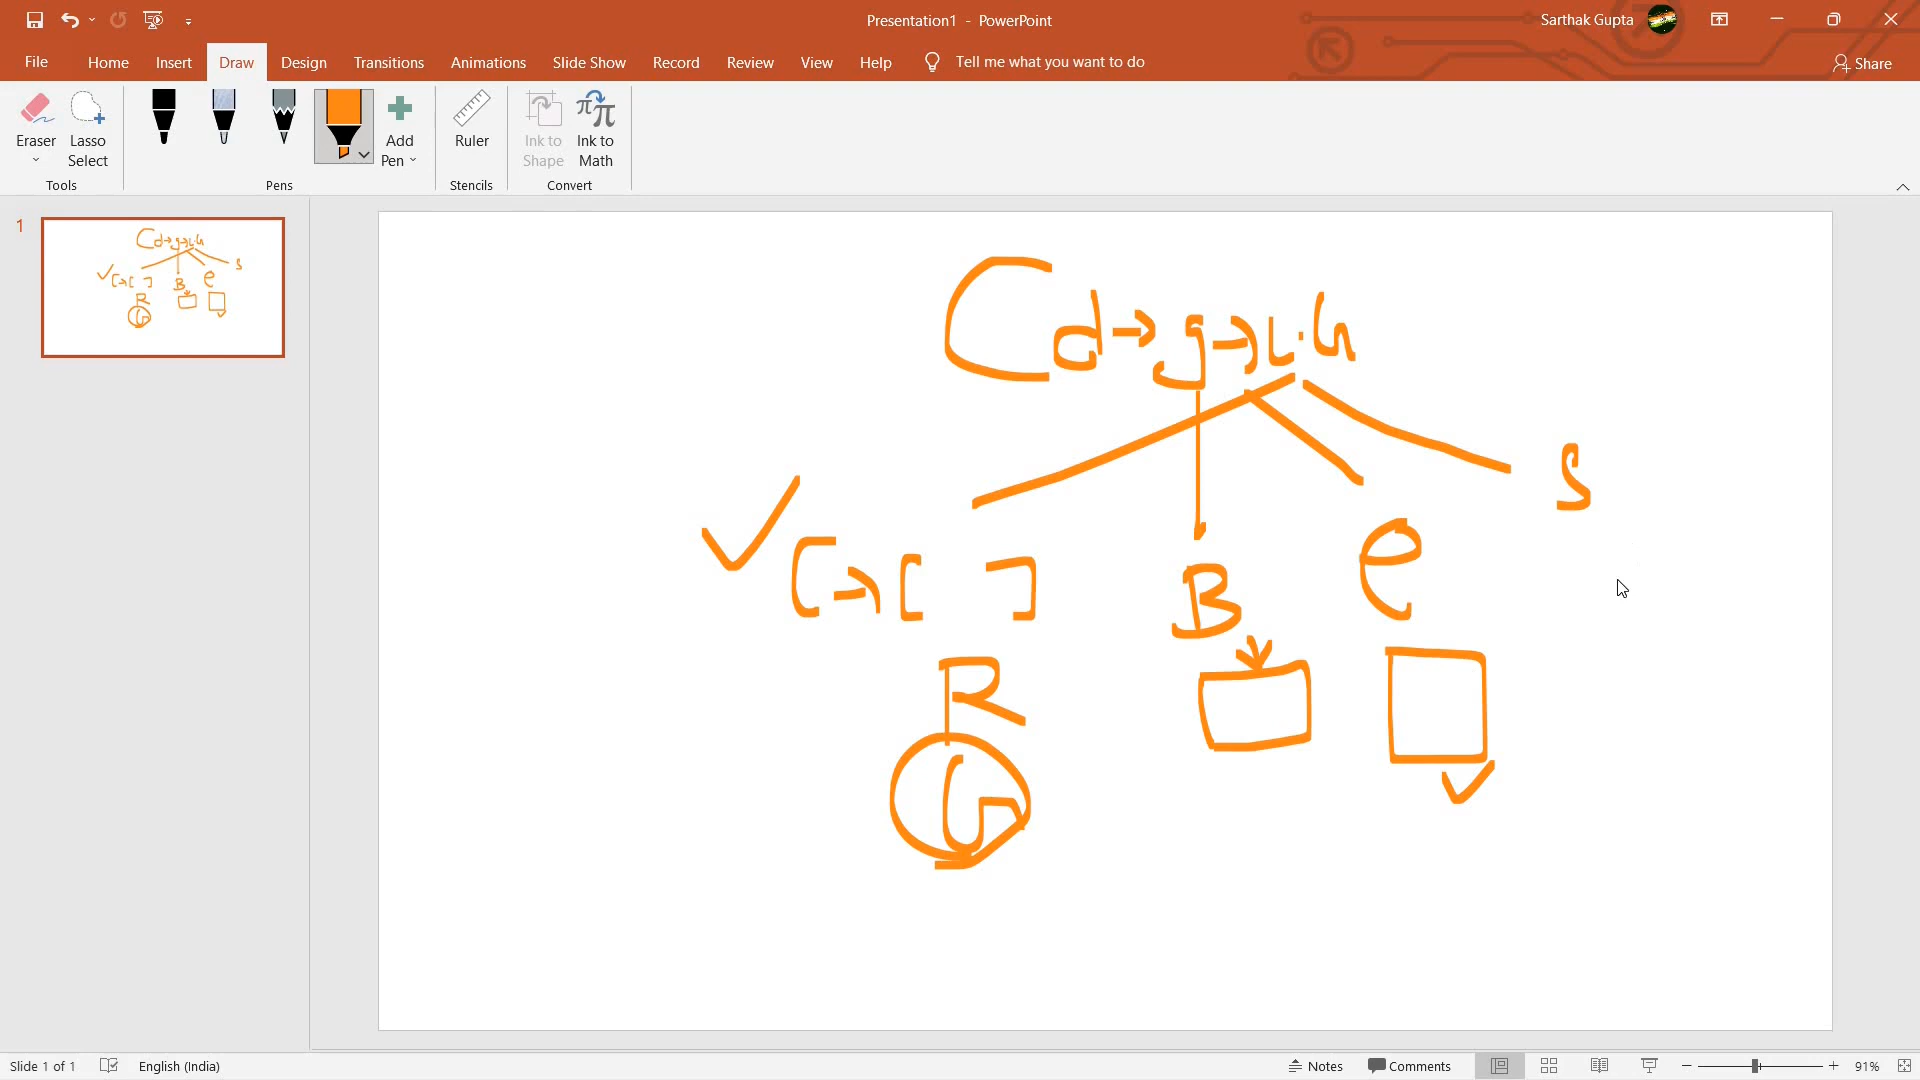 Presentation1 - PowerPoint
Sarthak Gupta
File Home Insert Draw Design Transitions Animations Slide Show Record Review View Help Tell me what you want to do
Share
Eraser Lasso Select
Add Pen
Ruler
Ink to Shape
Ink to Math
Tools Pens Stencils Convert
1
Cd→g→L.G
S
C→[ ]
B
e
R
G
Slide 1 of 1
English (India)
Notes
Comments
91%